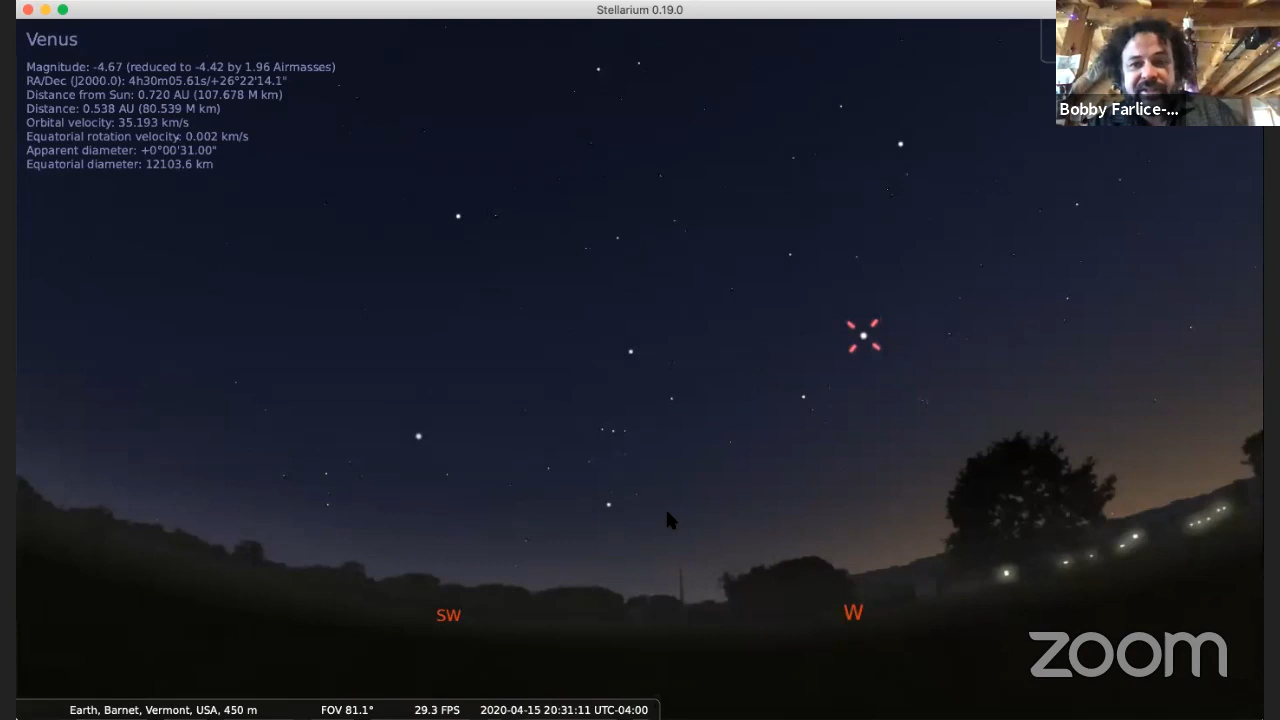 Stellarium 0.19.0
Venus
Magnitude: -4.67 (reduced to -4.42 by 1.96 Airmasses)
RA/Dec (J2000.0): 4h30m05.61s/+26°22'14.1"
Distance from Sun: 0.720 AU (107.678 M km)
Distance: 0.538 AU (80.539 M km)
Orbital velocity: 35.193 km/s
Equatorial rotation velocity: 0.002 km/s
Apparent diameter: +0°00'31.00"
Equatorial diameter: 12103.6 km
Bobby Farlice-...
SW
W
zoom
Earth, Barnet, Vermont, USA, 450 m FOV 81.1° 29.3 FPS 2020-04-15 20:31:11 UTC-04:00